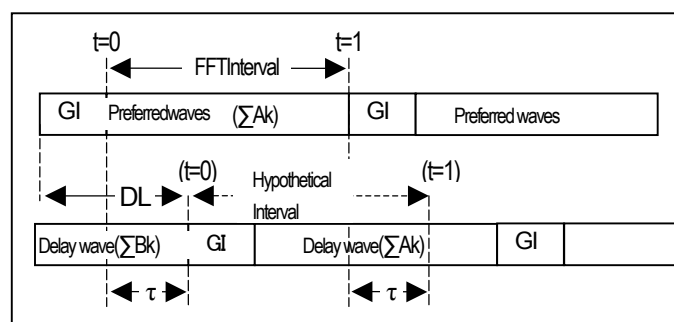 t=0 t=1
FFTInterval
GI Preferredwaves (∑Ak) GI Preferred waves
(t=0) Hypothetical (t=1)
DL
Interval
Delay wave(∑Bk) GI Delay wave(∑Ak) GI
τ τ